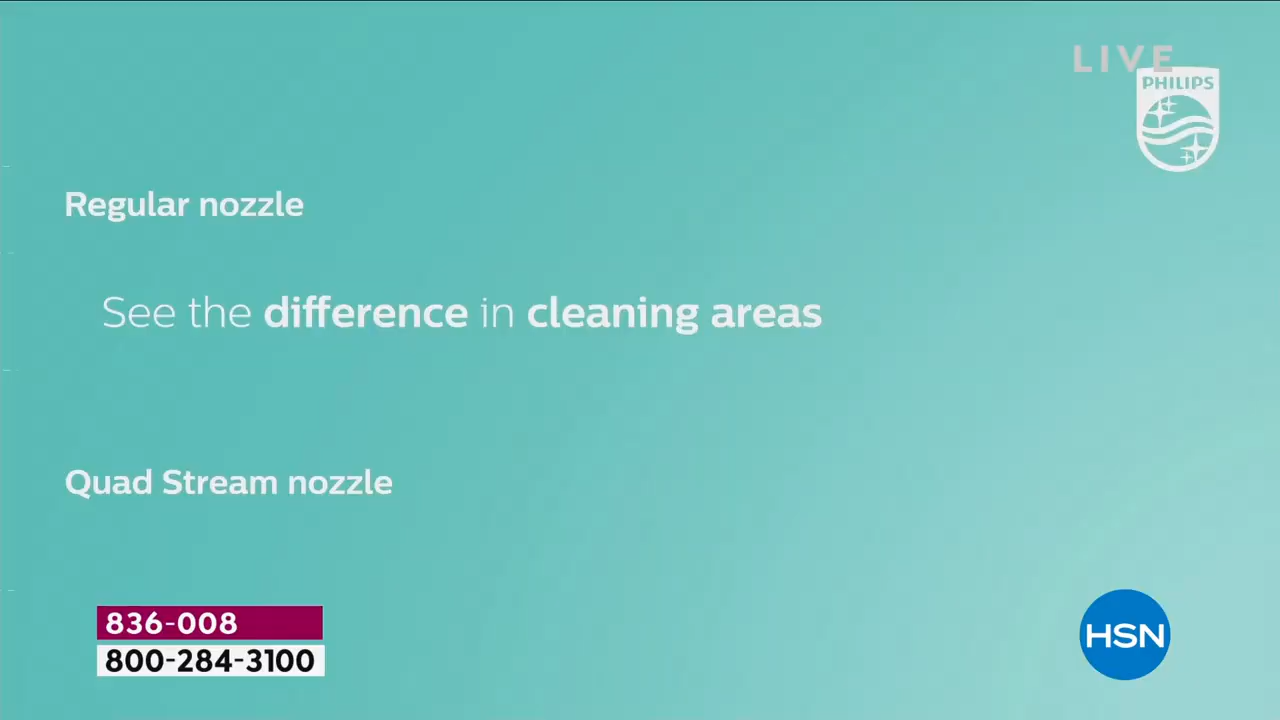 LIVE
PHILIPS
Regular nozzle
See the difference in cleaning areas
Quad Stream nozzle
836-008
800-284-3100
HSN